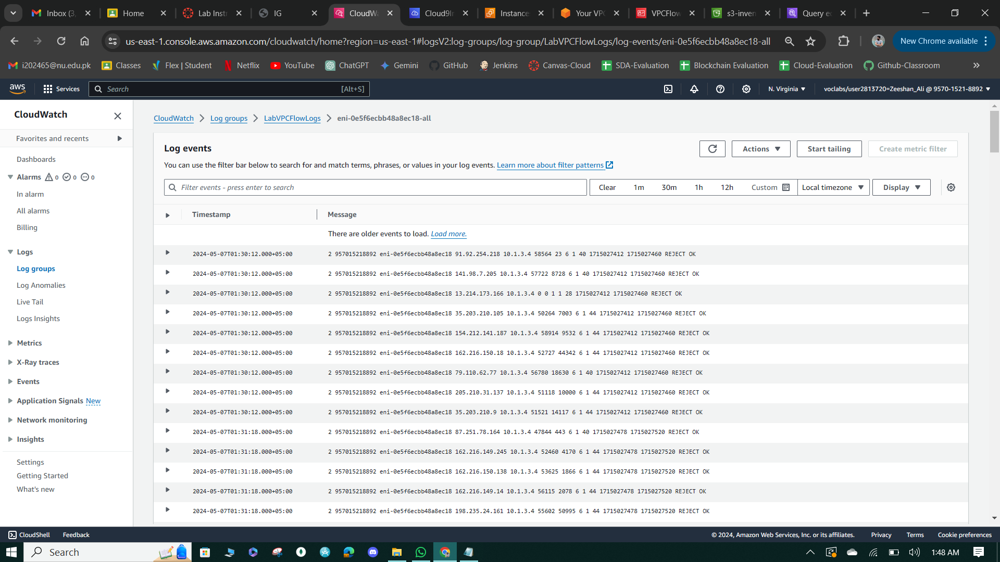 Inbox (3,
Home
Lab Instr
IG
CloudWa
Cloud9In
Instance
Your VPC
VPCFlow
s3-inven
Query ed
us-east-1.console.aws.amazon.com/cloudwatch/home?region=us-east-1#logsV2:log-groups/log-group/LabVPCFlowLogs/log-events/eni-0e5f6ecbb48a8ec18-all
New Chrome available
i202465@nu.edu.pk
Classes
Flex | Student
Netflix
YouTube
ChatGPT
Gemini
GitHub
Jenkins
Canvas-Cloud
SDA-Evaluation
Blockchain Evaluation
Cloud-Evaluation
Github-Classroom
aws
Services
Search
[Alt+S]
N. Virginia
voclabs/user2813720=Zeeshan_Ali @ 9570-1521-8892
CloudWatch
Favorites and recents
Dashboards
Alarms 0 0 0
In alarm
All alarms
Billing
Logs
Log groups
Log Anomalies
Live Tail
Logs Insights
Metrics
X-Ray traces
Events
Application Signals New
Network monitoring
Insights
Settings
Getting Started
What's new
CloudWatch > Log groups > LabVPCFlowLogs > eni-0e5f6ecbb48a8ec18-all
Log events
Actions
Start tailing
Create metric filter
You can use the filter bar below to search for and match terms, phrases, or values in your log events. Learn more about filter patterns
Filter events - press enter to search
Clear
1m
30m
1h
12h
Custom
Local timezone
Display
Timestamp
Message
There are older events to load. Load more.
2024-05-07T01:30:12.000+05:00 2 957015218892 eni-0e5f6ecbb48a8ec18 91.92.254.218 10.1.3.4 58564 23 6 1 40 1715027412 1715027460 REJECT OK
2024-05-07T01:30:12.000+05:00 2 957015218892 eni-0e5f6ecbb48a8ec18 141.98.7.205 10.1.3.4 57722 8728 6 1 40 1715027412 1715027460 REJECT OK
2024-05-07T01:30:12.000+05:00 2 957015218892 eni-0e5f6ecbb48a8ec18 13.214.173.166 10.1.3.4 0 0 1 1 28 1715027412 1715027460 REJECT OK
2024-05-07T01:30:12.000+05:00 2 957015218892 eni-0e5f6ecbb48a8ec18 35.203.210.105 10.1.3.4 50264 7003 6 1 44 1715027412 1715027460 REJECT OK
2024-05-07T01:30:12.000+05:00 2 957015218892 eni-0e5f6ecbb48a8ec18 154.212.141.187 10.1.3.4 58914 9532 6 1 44 1715027412 1715027460 REJECT OK
2024-05-07T01:30:12.000+05:00 2 957015218892 eni-0e5f6ecbb48a8ec18 162.216.150.18 10.1.3.4 52727 44342 6 1 44 1715027412 1715027460 REJECT OK
2024-05-07T01:30:12.000+05:00 2 957015218892 eni-0e5f6ecbb48a8ec18 79.110.62.77 10.1.3.4 56780 18630 6 1 40 1715027412 1715027460 REJECT OK
2024-05-07T01:30:12.000+05:00 2 957015218892 eni-0e5f6ecbb48a8ec18 205.210.31.137 10.1.3.4 51118 10000 6 1 44 1715027412 1715027460 REJECT OK
2024-05-07T01:30:12.000+05:00 2 957015218892 eni-0e5f6ecbb48a8ec18 35.203.210.9 10.1.3.4 51521 14117 6 1 44 1715027412 1715027460 REJECT OK
2024-05-07T01:31:18.000+05:00 2 957015218892 eni-0e5f6ecbb48a8ec18 87.251.78.164 10.1.3.4 47844 443 6 1 40 1715027478 1715027520 REJECT OK
2024-05-07T01:31:18.000+05:00 2 957015218892 eni-0e5f6ecbb48a8ec18 162.216.149.245 10.1.3.4 52460 4170 6 1 44 1715027478 1715027520 REJECT OK
2024-05-07T01:31:18.000+05:00 2 957015218892 eni-0e5f6ecbb48a8ec18 162.216.150.138 10.1.3.4 53625 1866 6 1 44 1715027478 1715027520 REJECT OK
2024-05-07T01:31:18.000+05:00 2 957015218892 eni-0e5f6ecbb48a8ec18 162.216.149.14 10.1.3.4 56115 2078 6 1 44 1715027478 1715027520 REJECT OK
2024-05-07T01:31:18.000+05:00 2 957015218892 eni-0e5f6ecbb48a8ec18 198.235.24.161 10.1.3.4 55602 50995 6 1 44 1715027478 1715027520 REJECT OK
CloudShell
Feedback
© 2024, Amazon Web Services, Inc. or its affiliates.
Privacy
Terms
Cookie preferences
Search
1:48 AM